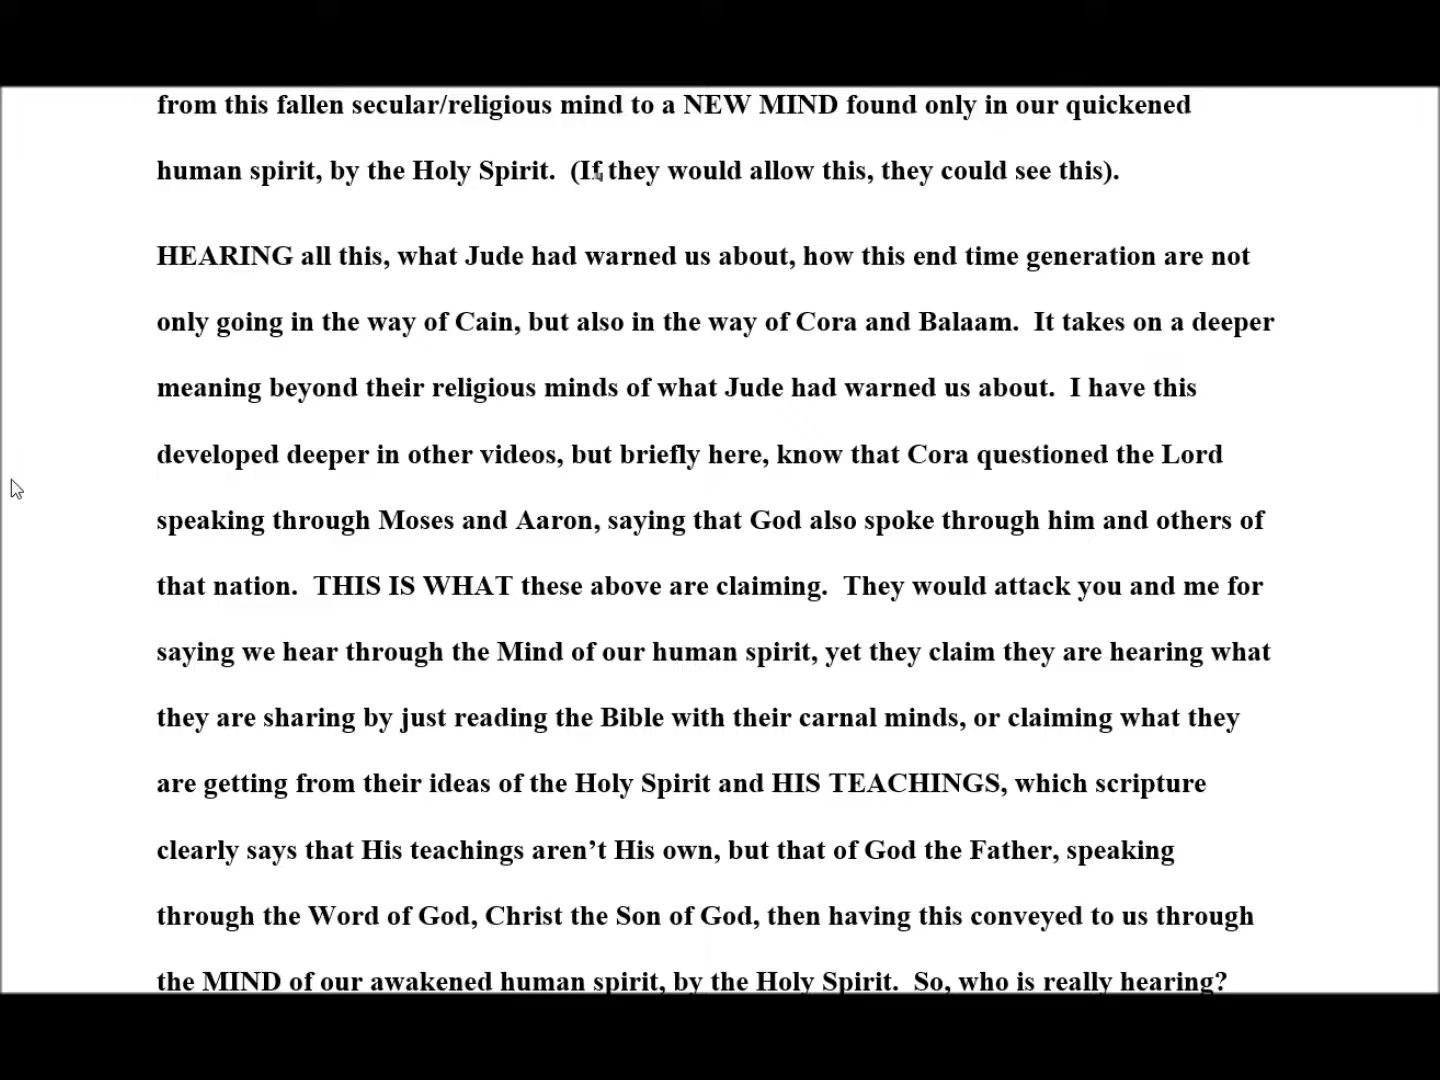 from this fallen secular/religious mind to a NEW MIND found only in our quickened
human spirit, by the Holy Spirit.  (If they would allow this, they could see this).
HEARING all this, what Jude had warned us about, how this end time generation are not
only going in the way of Cain, but also in the way of Cora and Balaam.  It takes on a deeper
meaning beyond their religious minds of what Jude had warned us about.  I have this
developed deeper in other videos, but briefly here, know that Cora questioned the Lord
speaking through Moses and Aaron, saying that God also spoke through him and others of
that nation.  THIS IS WHAT these above are claiming.  They would attack you and me for
saying we hear through the Mind of our human spirit, yet they claim they are hearing what
they are sharing by just reading the Bible with their carnal minds, or claiming what they
are getting from their ideas of the Holy Spirit and HIS TEACHINGS, which scripture
clearly says that His teachings aren’t His own, but that of God the Father, speaking
through the Word of God, Christ the Son of God, then having this conveyed to us through
the MIND of our awakened human spirit, by the Holy Spirit.  So, who is really hearing?